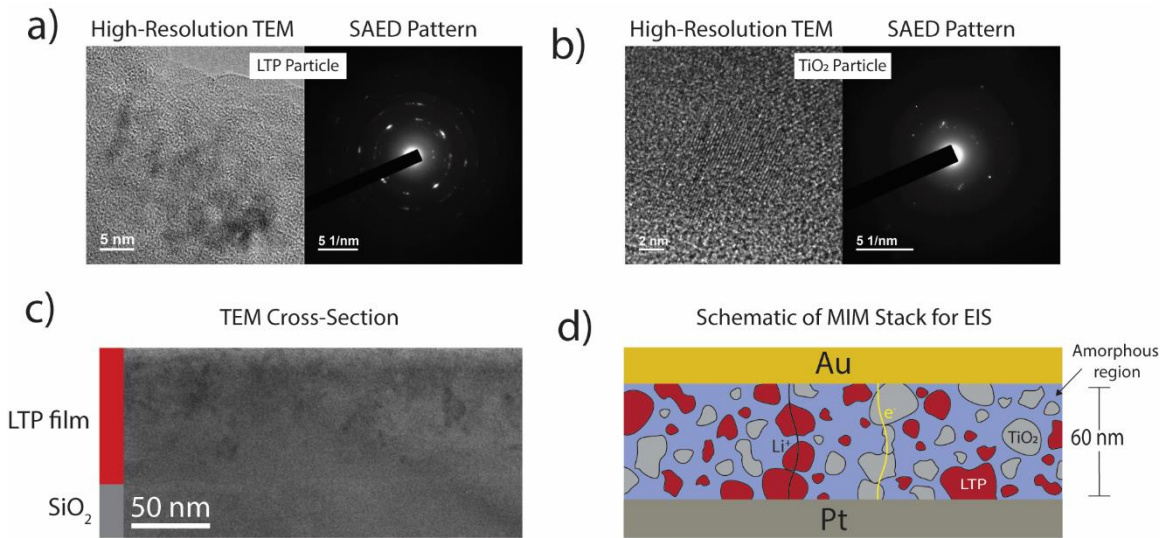 a)
High-Resolution TEM
SAED Pattern
LTP Particle
5 nm
5 1/nm
b)
High-Resolution TEM
SAED Pattern
TiO₂ Particle
2 nm
5 1/nm
c)
TEM Cross-Section
LTP film
SiO₂
50 nm
d)
Schematic of MIM Stack for EIS
Au
Amorphous
region
e⁻
Li⁺
TiO₂
60 nm
LTP
Pt